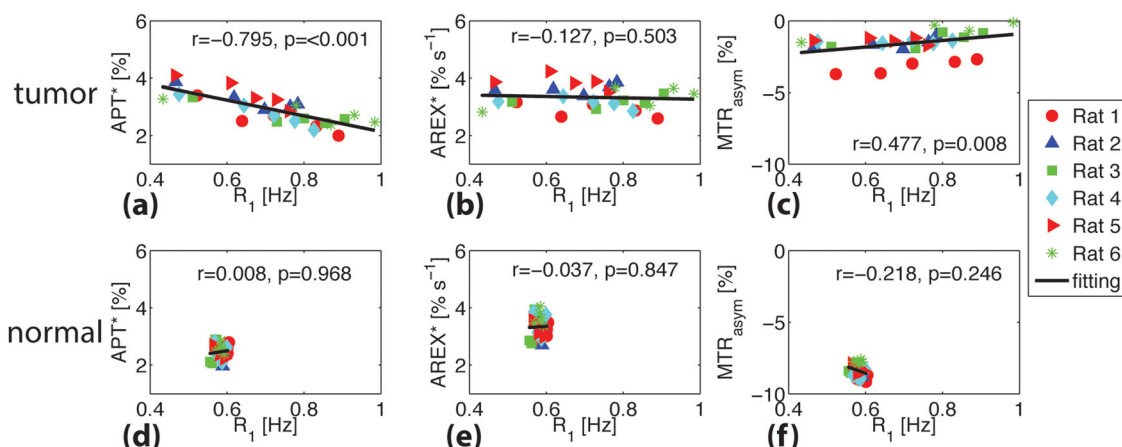 tumor
6
4
2
APT* [%]
r=−0.795, p=<0.001
0.4 0.6 0.8 1
R1 [Hz]
(a)
6
4
2
AREX* [% s−1]
r=−0.127, p=0.503
0.4 0.6 0.8 1
R1 [Hz]
(b)
0
−5
−10
MTRasym [%]
r=0.477, p=0.008
0.4 0.6 0.8 1
R1 [Hz]
(c)
Rat 1
Rat 2
Rat 3
Rat 4
Rat 5
Rat 6
fitting
normal
6
4
2
APT* [%]
r=0.008, p=0.968
0.4 0.6 0.8 1
R1 [Hz]
(d)
6
4
2
AREX* [% s−1]
r=−0.037, p=0.847
0.4 0.6 0.8 1
R1 [Hz]
(e)
0
−5
−10
MTRasym [%]
r=−0.218, p=0.246
0.4 0.6 0.8 1
R1 [Hz]
(f)